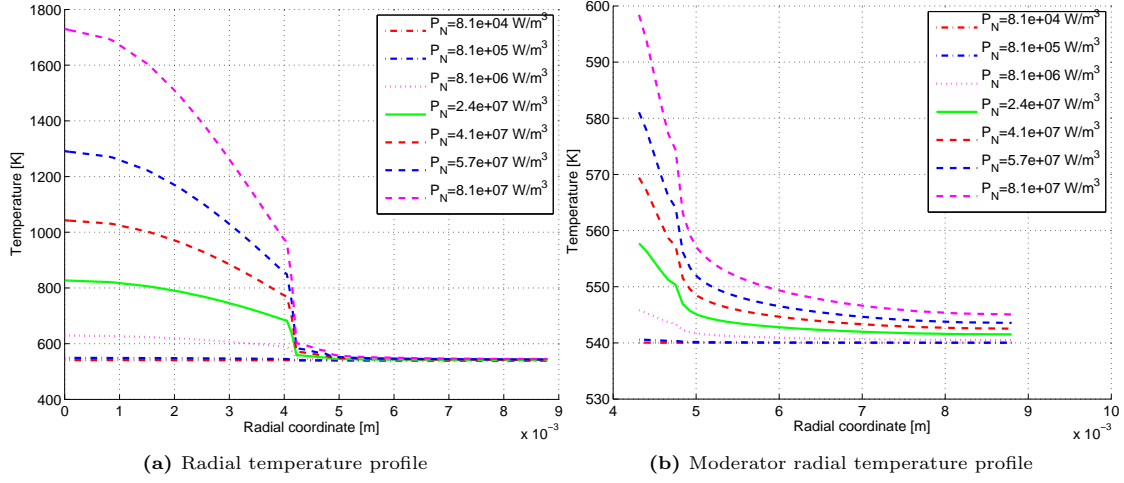 1800
1600
1400
1200
1000
800
600
400
Temperature [K]
0 1 2 3 4 5 6 7 8 9
Radial coordinate [m]
x 10⁻³
P_N=8.1e+04 W/m³
P_N=8.1e+05 W/m³
P_N=8.1e+06 W/m³
P_N=2.4e+07 W/m³
P_N=4.1e+07 W/m³
P_N=5.7e+07 W/m³
P_N=8.1e+07 W/m³
(a) Radial temperature profile
600
590
580
570
560
550
540
530
Temperature [K]
4 5 6 7 8 9 10
Radial coordinate [m]
x 10⁻³
P_N=8.1e+04 W/m³
P_N=8.1e+05 W/m³
P_N=8.1e+06 W/m³
P_N=2.4e+07 W/m³
P_N=4.1e+07 W/m³
P_N=5.7e+07 W/m³
P_N=8.1e+07 W/m³
(b) Moderator radial temperature profile